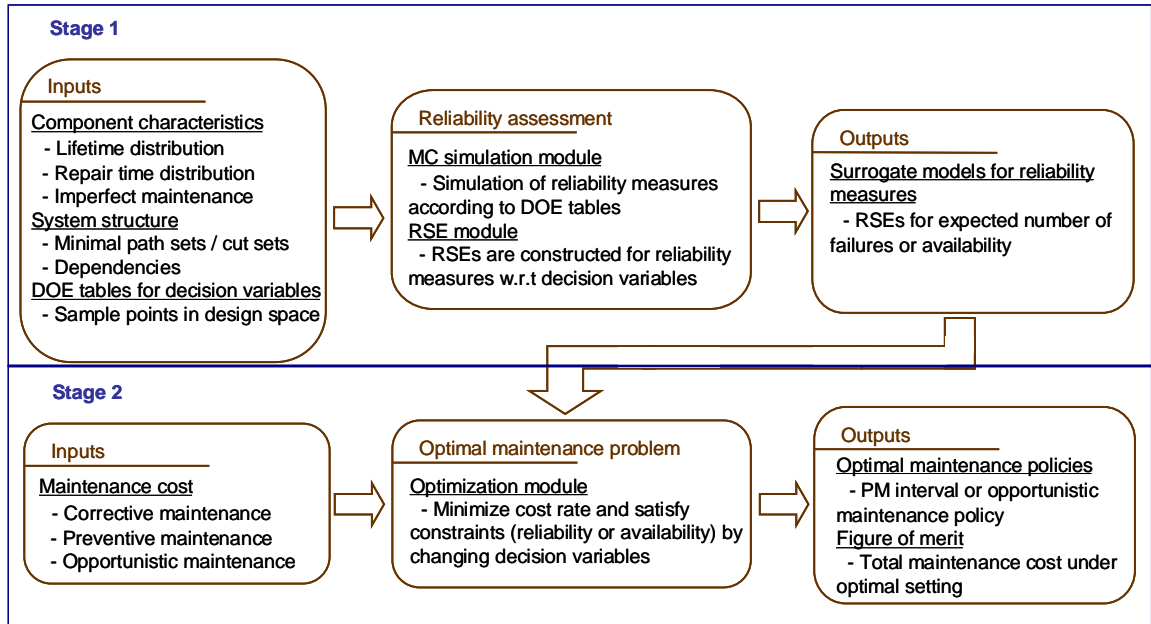 Stage 1
Inputs
Component characteristics
- Lifetime distribution
- Repair time distribution
- Imperfect maintenance
System structure
- Minimal path sets / cut sets
- Dependencies
DOE tables for decision variables
- Sample points in design space
Reliability assessment
MC simulation module
- Simulation of reliability measures
according to DOE tables
RSE module
- RSEs are constructed for reliability
measures w.r.t decision variables
Outputs
Surrogate models for reliability
measures
- RSEs for expected number of
failures or availability
Stage 2
Inputs
Maintenance cost
- Corrective maintenance
- Preventive maintenance
- Opportunistic maintenance
Optimal maintenance problem
Optimization module
- Minimize cost rate and satisfy
constraints (reliability or availability) by
changing decision variables
Outputs
Optimal maintenance policies
- PM interval or opportunistic
maintenance policy
Figure of merit
- Total maintenance cost under
optimal setting